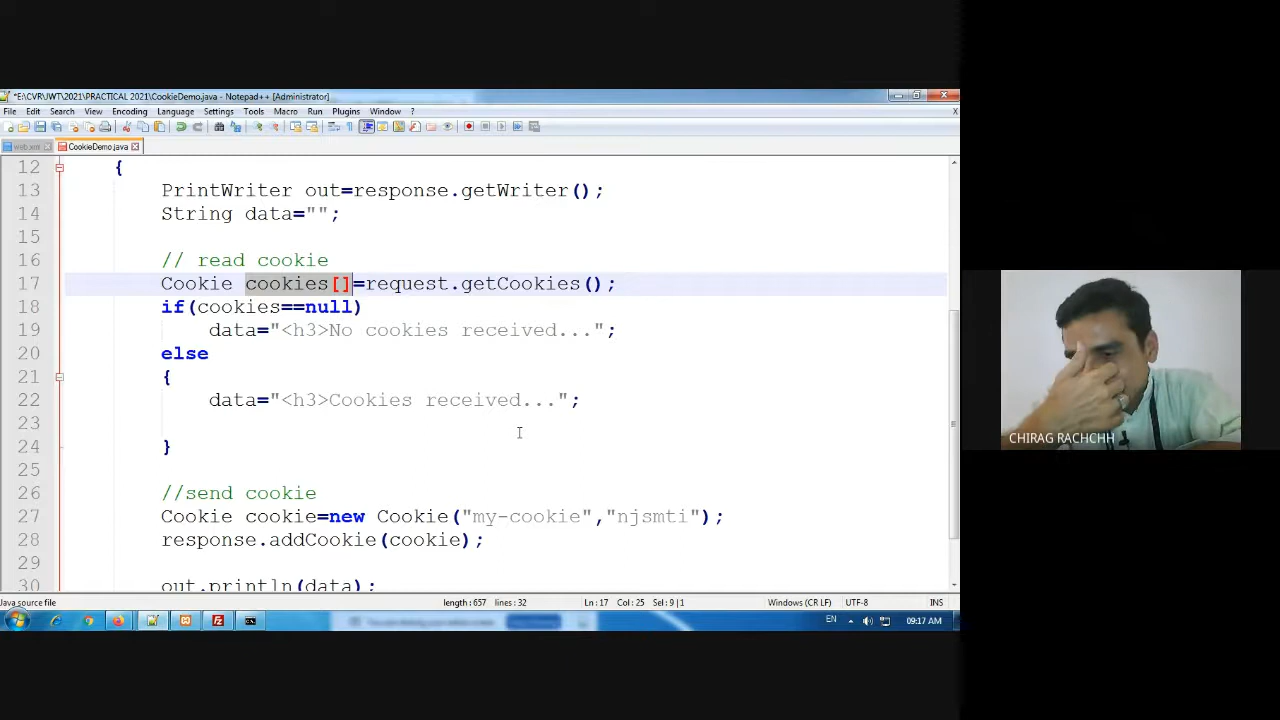 *E:\CVR\UWT\2021\PRACTICAL 2021\CookieDemo.java - Notepad++ [Administrator]
File Edit Search View Encoding Language Settings Tools Macro Run Plugins Window ? X
web.xml CookieDemo.java
12 {
13 PrintWriter out=response.getWriter();
14 String data="";
15
16 // read cookie
17 Cookie cookies[]=request.getCookies();
18 if(cookies==null)
19 data="<h3>No cookies received...";
20 else
21 {
22 data="<h3>Cookies received...";
23
24 }
25
26 //send cookie
27 Cookie cookie=new Cookie("my-cookie","njsmti");
28 response.addCookie(cookie);
29
30 out.println(data);
Java source file length:657 lines:32 Ln:17 Col:25 Sel:9|1 Windows (CR LF) UTF-8 INS
EN 09:17 AM
CHIRAG RACHCHH